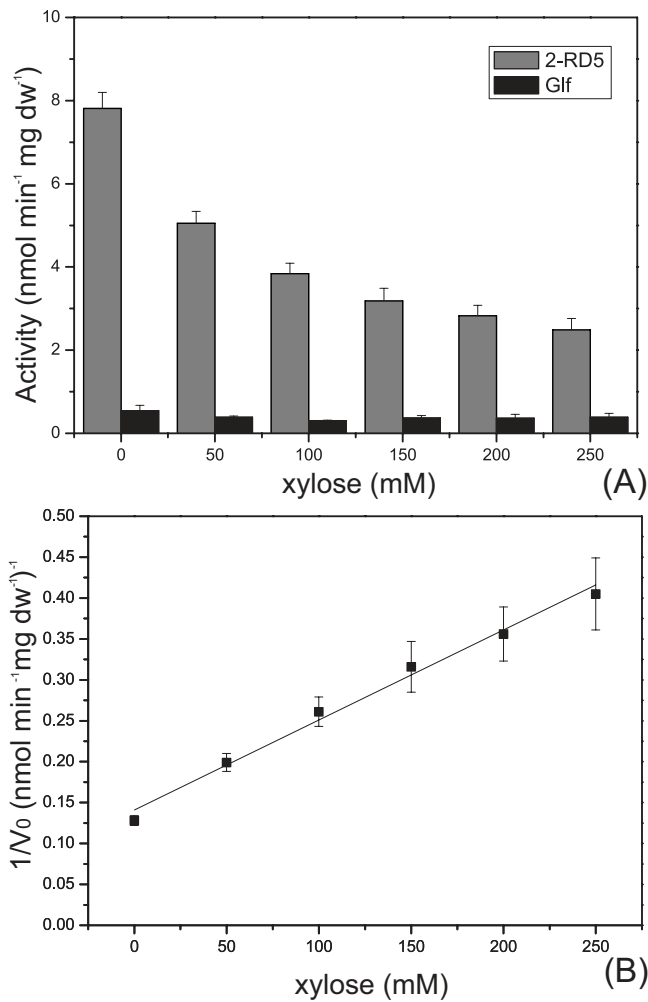 10
8
6
4
2
0
Activity (nmol min⁻¹ mg dw⁻¹)
2-RD5
Glf
0 50 100 150 200 250
xylose (mM)
(A)
0.50
0.45
0.40
0.35
0.30
0.25
0.20
0.15
0.10
0.05
0.00
1/V₀ (nmol min⁻¹mg dw⁻¹)⁻¹
0 50 100 150 200 250
xylose (mM)
(B)